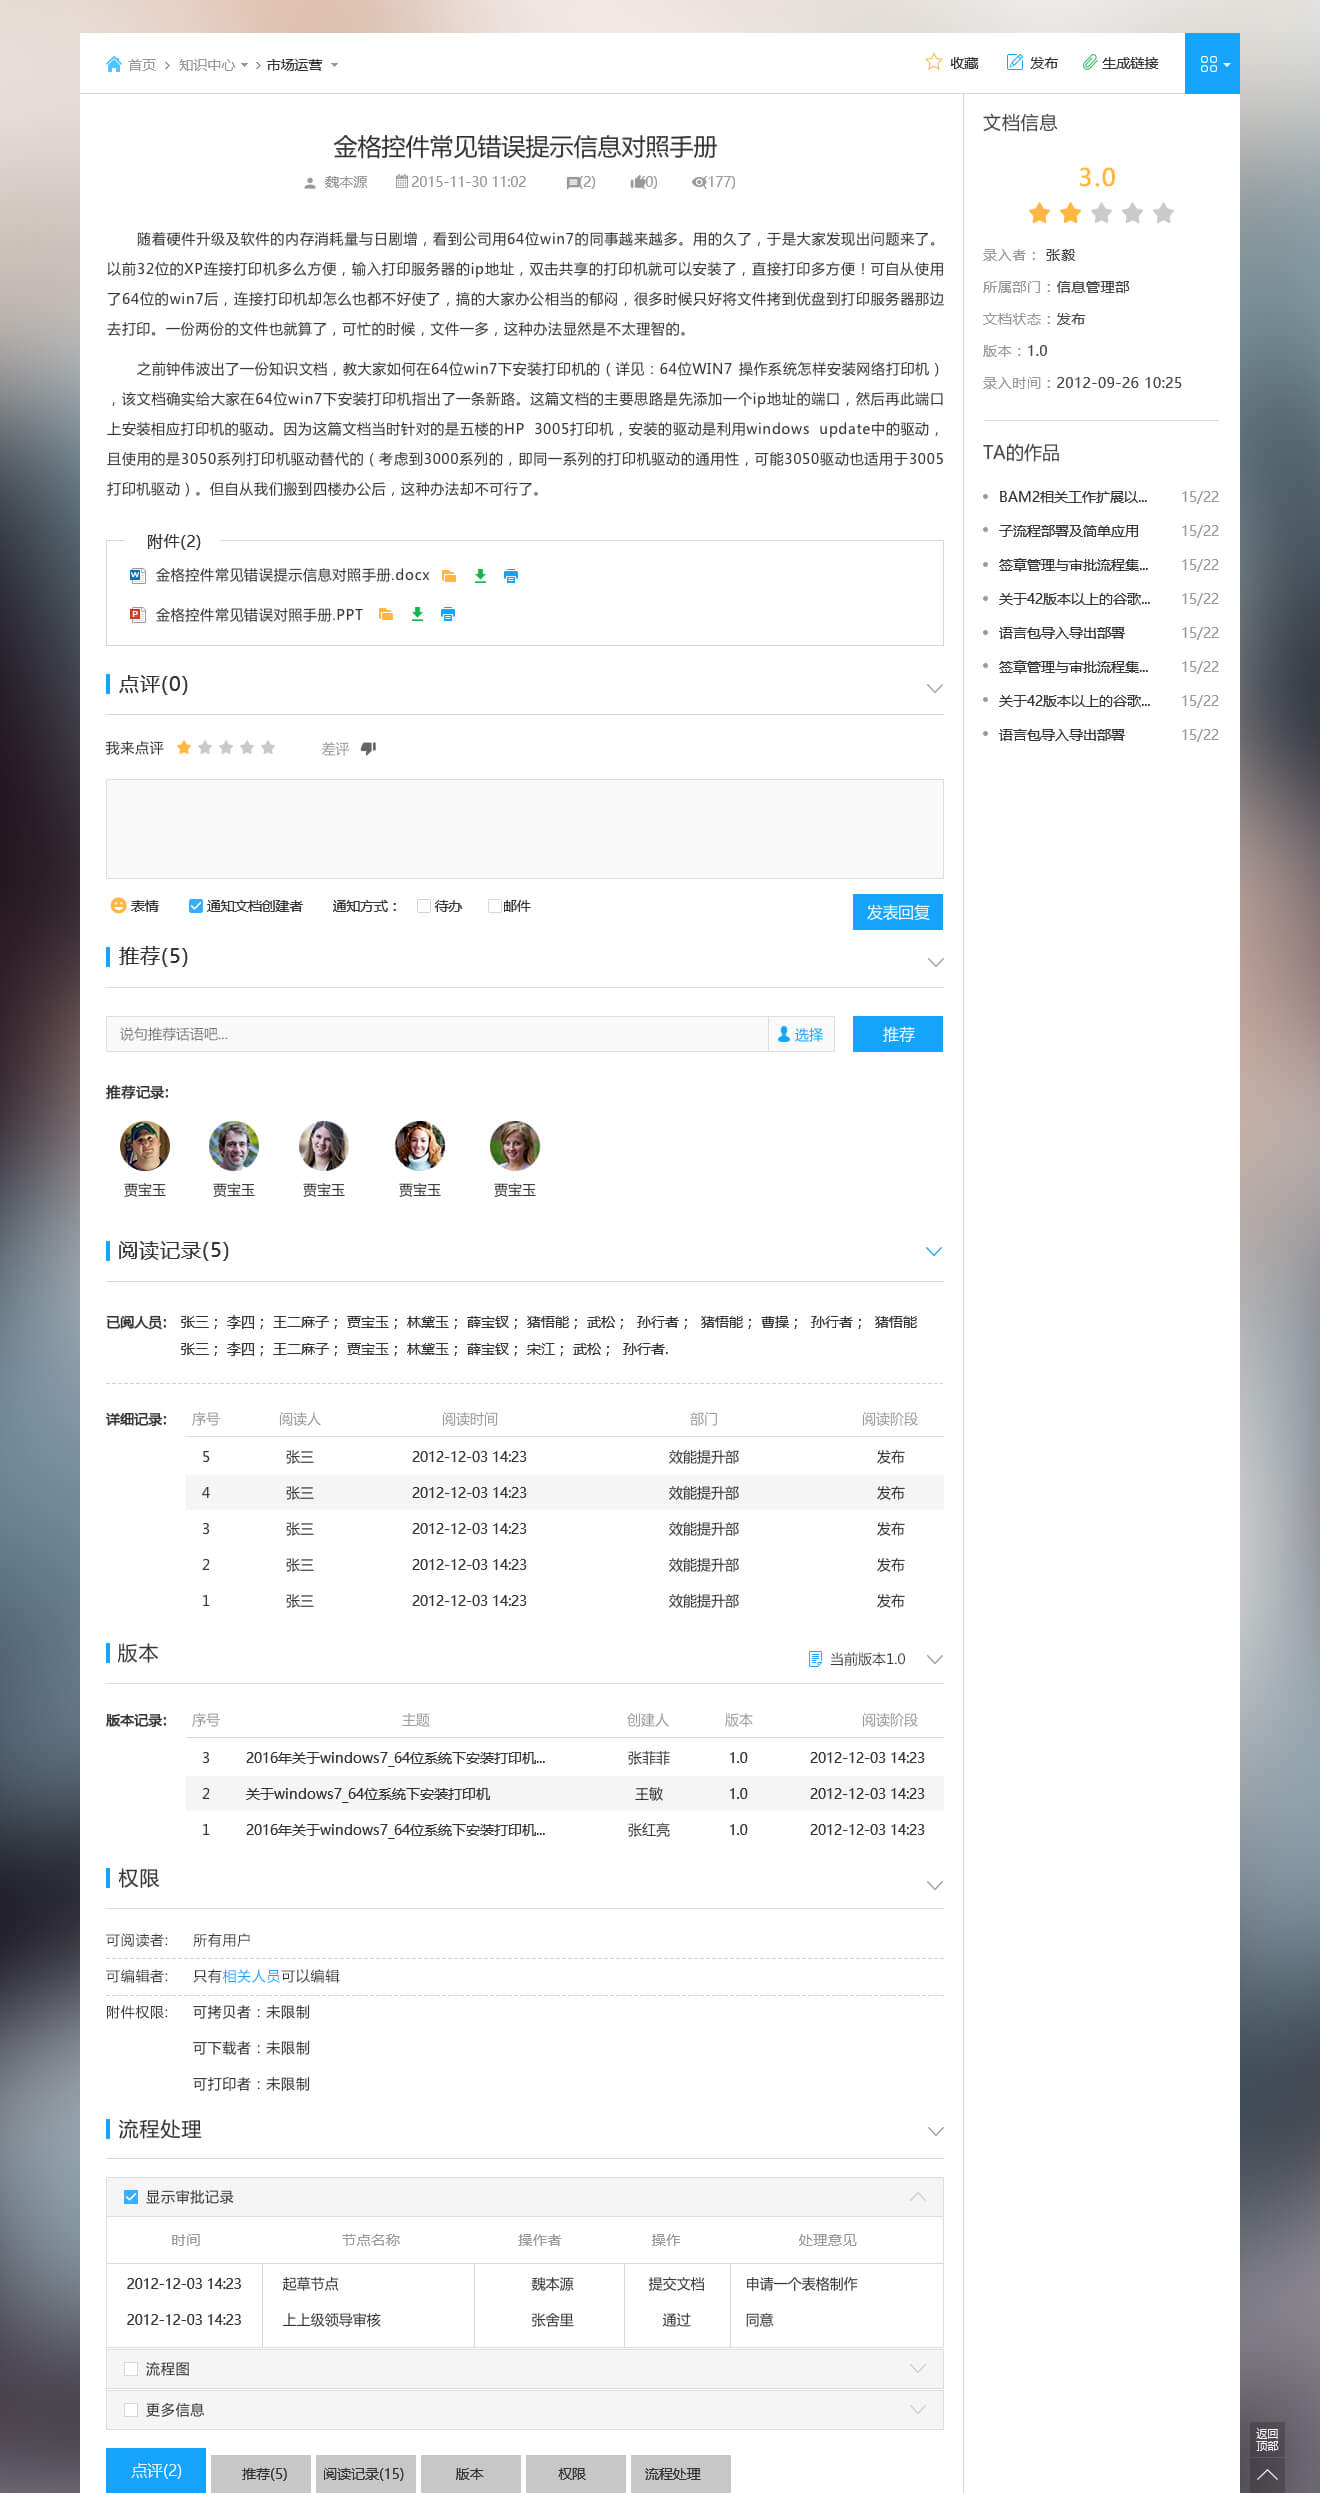 首页 > 知识中心 > 市场运营
收藏 发布 生成链接
金格控件常见错误提示信息对照手册
魏本源 2015-11-30 11:02 (2) (0) (177)
随着硬件升级及软件的内存消耗量与日剧增，看到公司用64位win7的同事越来越多。用的久了，于是大家发现出问题来了。
以前32位的XP连接打印机多么方便，输入打印服务器的ip地址，双击共享的打印机就可以安装了，直接打印多方便！可自从使用
了64位的win7后，连接打印机却怎么也都不好使了，搞的大家办公相当的郁闷，很多时候只好将文件拷到优盘到打印服务器那边
去打印。一份两份的文件也就算了，可忙的时候，文件一多，这种办法显然是不太理智的。
之前钟伟波出了一份知识文档，教大家如何在64位win7下安装打印机的（详见：64位WIN7 操作系统怎样安装网络打印机）
，该文档确实给大家在64位win7下安装打印机指出了一条新路。这篇文档的主要思路是先添加一个ip地址的端口，然后再此端口
上安装相应打印机的驱动。因为这篇文档当时针对的是五楼的HP 3005打印机，安装的驱动是利用windows update中的驱动，
且使用的是3050系列打印机驱动替代的（考虑到3000系列的，即同一系列的打印机驱动的通用性，可能3050驱动也适用于3005
打印机驱动）。但自从我们搬到四楼办公后，这种办法却不可行了。
附件(2)
金格控件常见错误提示信息对照手册.docx
金格控件常见错误对照手册.PPT
点评(0)
我来点评 差评
表情 通知文档创建者 通知方式： 待办 邮件 发表回复
推荐(5)
说句推荐话语吧... 选择 推荐
推荐记录:
贾宝玉 贾宝玉 贾宝玉 贾宝玉 贾宝玉
阅读记录(5)
已阅人员: 张三； 李四； 王二麻子； 贾宝玉； 林黛玉； 薛宝钗； 猪悟能； 武松； 孙行者； 猪悟能； 曹操； 孙行者； 猪悟能
张三； 李四； 王二麻子； 贾宝玉； 林黛玉； 薛宝钗； 宋江； 武松； 孙行者.
详细记录: 序号 阅读人 阅读时间 部门 阅读阶段
5 张三 2012-12-03 14:23 效能提升部 发布
4 张三 2012-12-03 14:23 效能提升部 发布
3 张三 2012-12-03 14:23 效能提升部 发布
2 张三 2012-12-03 14:23 效能提升部 发布
1 张三 2012-12-03 14:23 效能提升部 发布
版本 当前版本1.0
版本记录: 序号 主题 创建人 版本 阅读阶段
3 2016年关于windows7_64位系统下安装打印机... 张菲菲 1.0 2012-12-03 14:23
2 关于windows7_64位系统下安装打印机 王敏 1.0 2012-12-03 14:23
1 2016年关于windows7_64位系统下安装打印机... 张红亮 1.0 2012-12-03 14:23
权限
可阅读者: 所有用户
可编辑者: 只有相关人员可以编辑
附件权限: 可拷贝者：未限制
可下载者：未限制
可打印者：未限制
流程处理
显示审批记录
时间 节点名称 操作者 操作 处理意见
2012-12-03 14:23 起草节点 魏本源 提交文档 申请一个表格制作
2012-12-03 14:23 上上级领导审核 张舍里 通过 同意
流程图
更多信息
点评(2) 推荐(5) 阅读记录(15) 版本 权限 流程处理
文档信息
3.0
录入者： 张毅
所属部门：信息管理部
文档状态：发布
版本：1.0
录入时间：2012-09-26 10:25
TA的作品
BAM2相关工作扩展以... 15/22
子流程部署及简单应用 15/22
签章管理与审批流程集... 15/22
关于42版本以上的谷歌... 15/22
语言包导入导出部署 15/22
签章管理与审批流程集... 15/22
关于42版本以上的谷歌... 15/22
语言包导入导出部署 15/22
返回
顶部